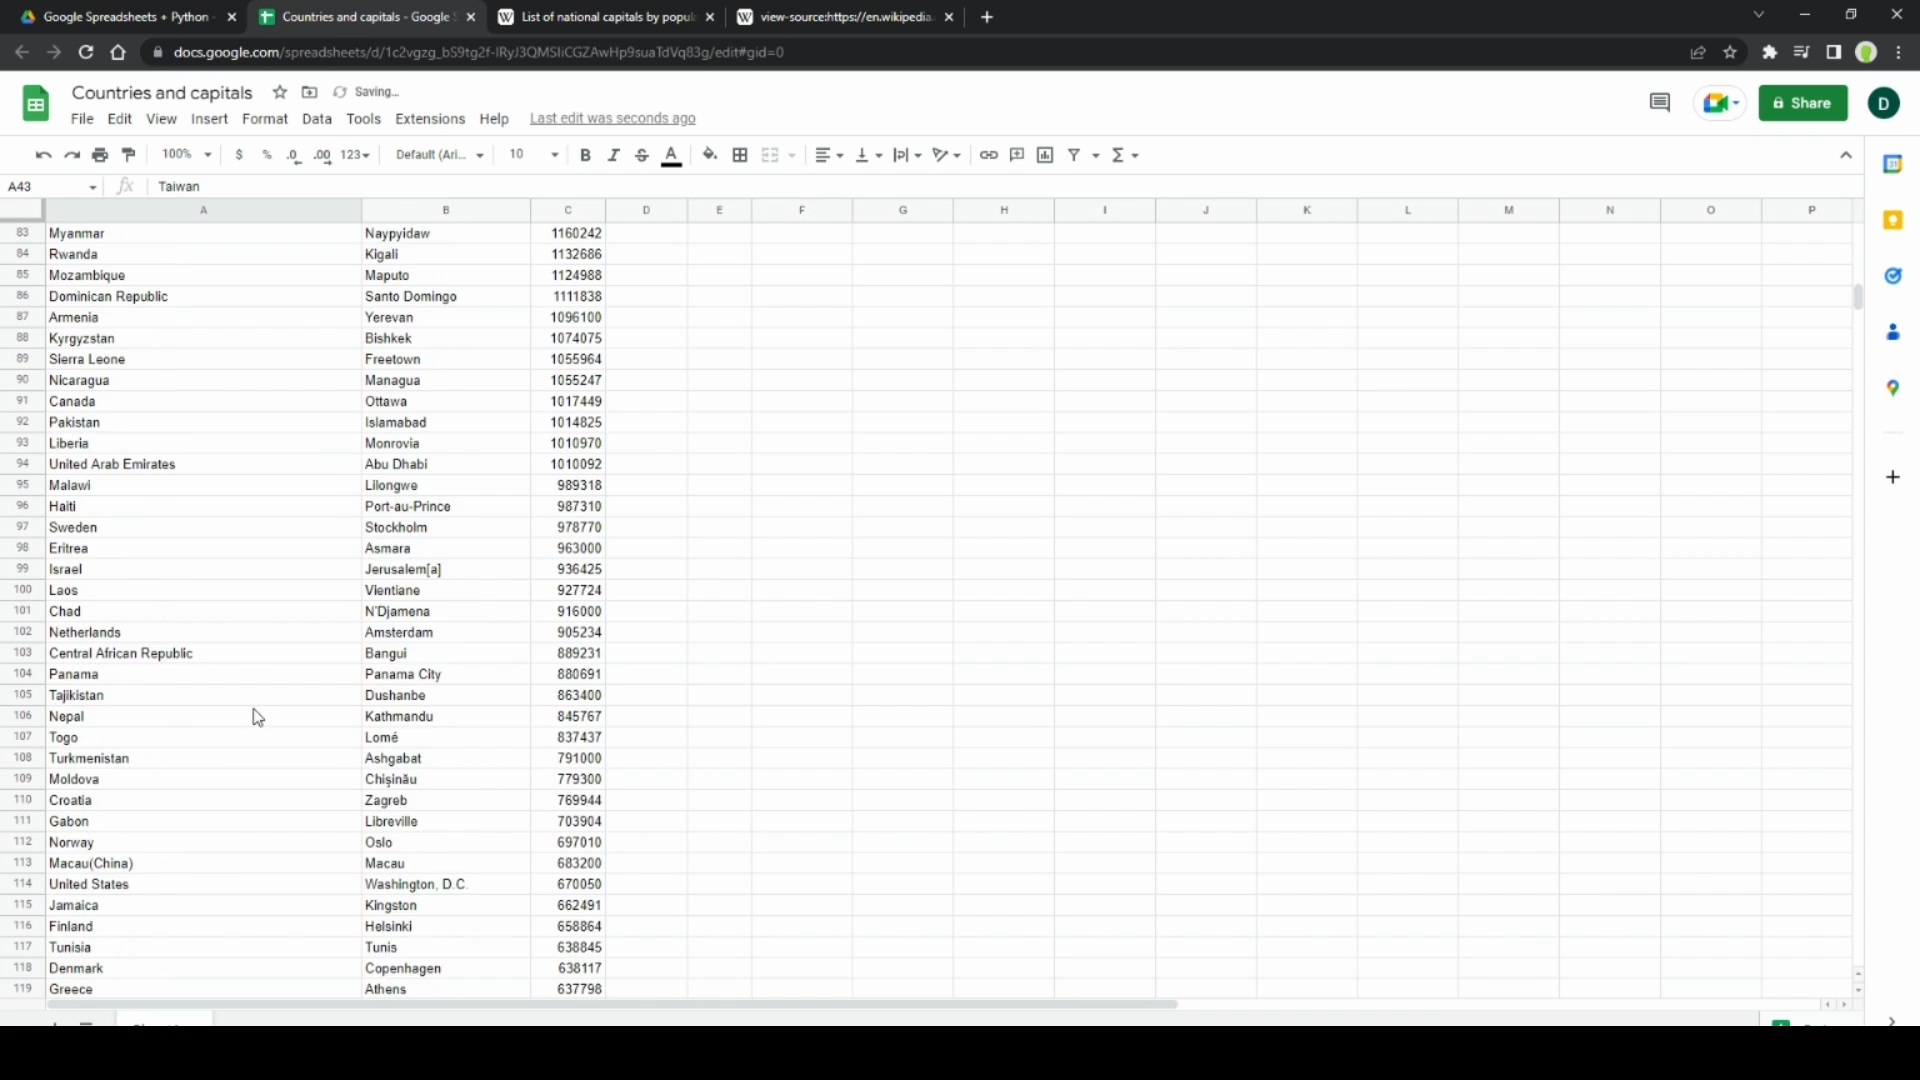 Google Spreadsheets + Python - Countries and capitals - Google S List of national capitals by popul view-source:https://en.wikipedia.
docs.google.com/spreadsheets/d/1c2vgzg_bS9tg2f-IRyJ3QMSIiCGZAwHp9suaTdVq83g/edit#gid=0
Countries and capitals Saving...
File Edit View Insert Format Data Tools Extensions Help Last edit was seconds ago
Share D
100% $ % .0 .00 123 Default (Ari... 10 B I S A
A43 fx Taiwan
A B C D E F G H I J K L M N O P
83 Myanmar Naypyidaw 1160242
84 Rwanda Kigali 1132686
85 Mozambique Maputo 1124988
86 Dominican Republic Santo Domingo 1111838
87 Armenia Yerevan 1096100
88 Kyrgyzstan Bishkek 1074075
89 Sierra Leone Freetown 1055964
90 Nicaragua Managua 1055247
91 Canada Ottawa 1017449
92 Pakistan Islamabad 1014825
93 Liberia Monrovia 1010970
94 United Arab Emirates Abu Dhabi 1010092
95 Malawi Lilongwe 989318
96 Haiti Port-au-Prince 987310
97 Sweden Stockholm 978770
98 Eritrea Asmara 963000
99 Israel Jerusalem[a] 936425
100 Laos Vientiane 927724
101 Chad N'Djamena 916000
102 Netherlands Amsterdam 905234
103 Central African Republic Bangui 889231
104 Panama Panama City 880691
105 Tajikistan Dushanbe 863400
106 Nepal Kathmandu 845767
107 Togo Lomé 837437
108 Turkmenistan Ashgabat 791000
109 Moldova Chișinău 779300
110 Croatia Zagreb 769944
111 Gabon Libreville 703904
112 Norway Oslo 697010
113 Macau(China) Macau 683200
114 United States Washington, D.C. 670050
115 Jamaica Kingston 662491
116 Finland Helsinki 658864
117 Tunisia Tunis 638845
118 Denmark Copenhagen 638117
119 Greece Athens 637798